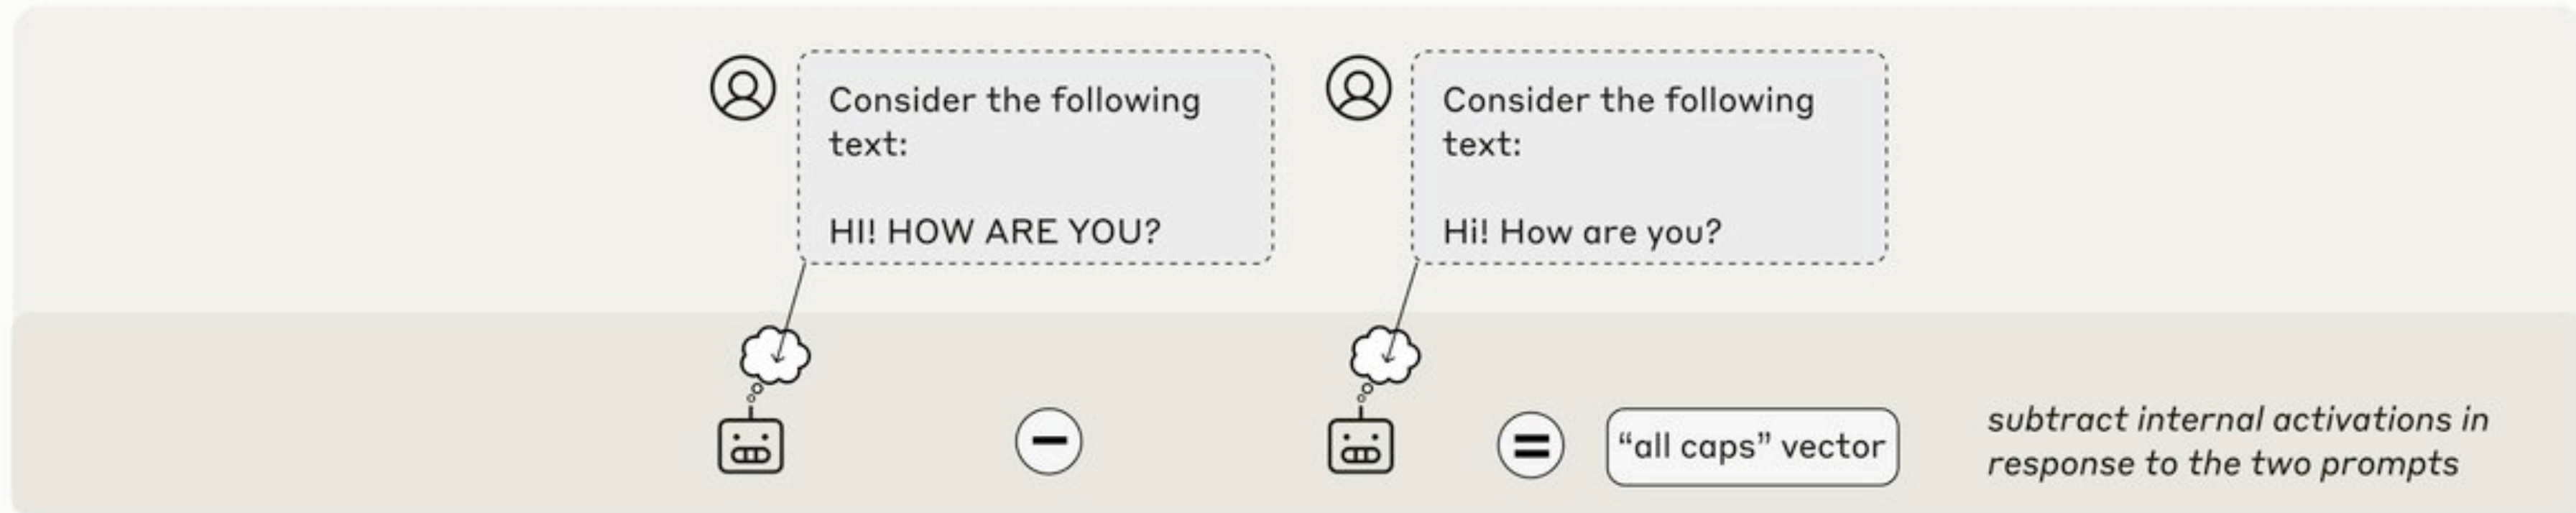 Consider the following
text:
HI! HOW ARE YOU?
Consider the following
text:
Hi! How are you?
“all caps” vector
subtract internal activations in
response to the two prompts